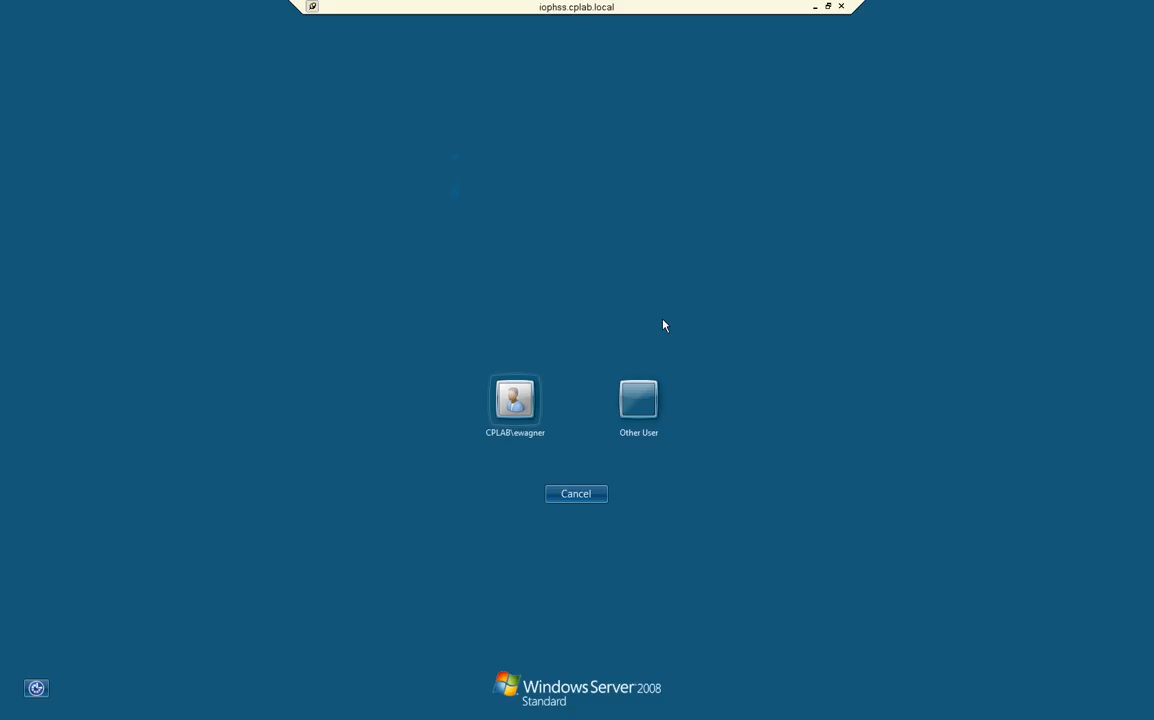 iophss.cplab.local
CPLAB\ewagner
Other User
Cancel
Windows Server 2008
Standard